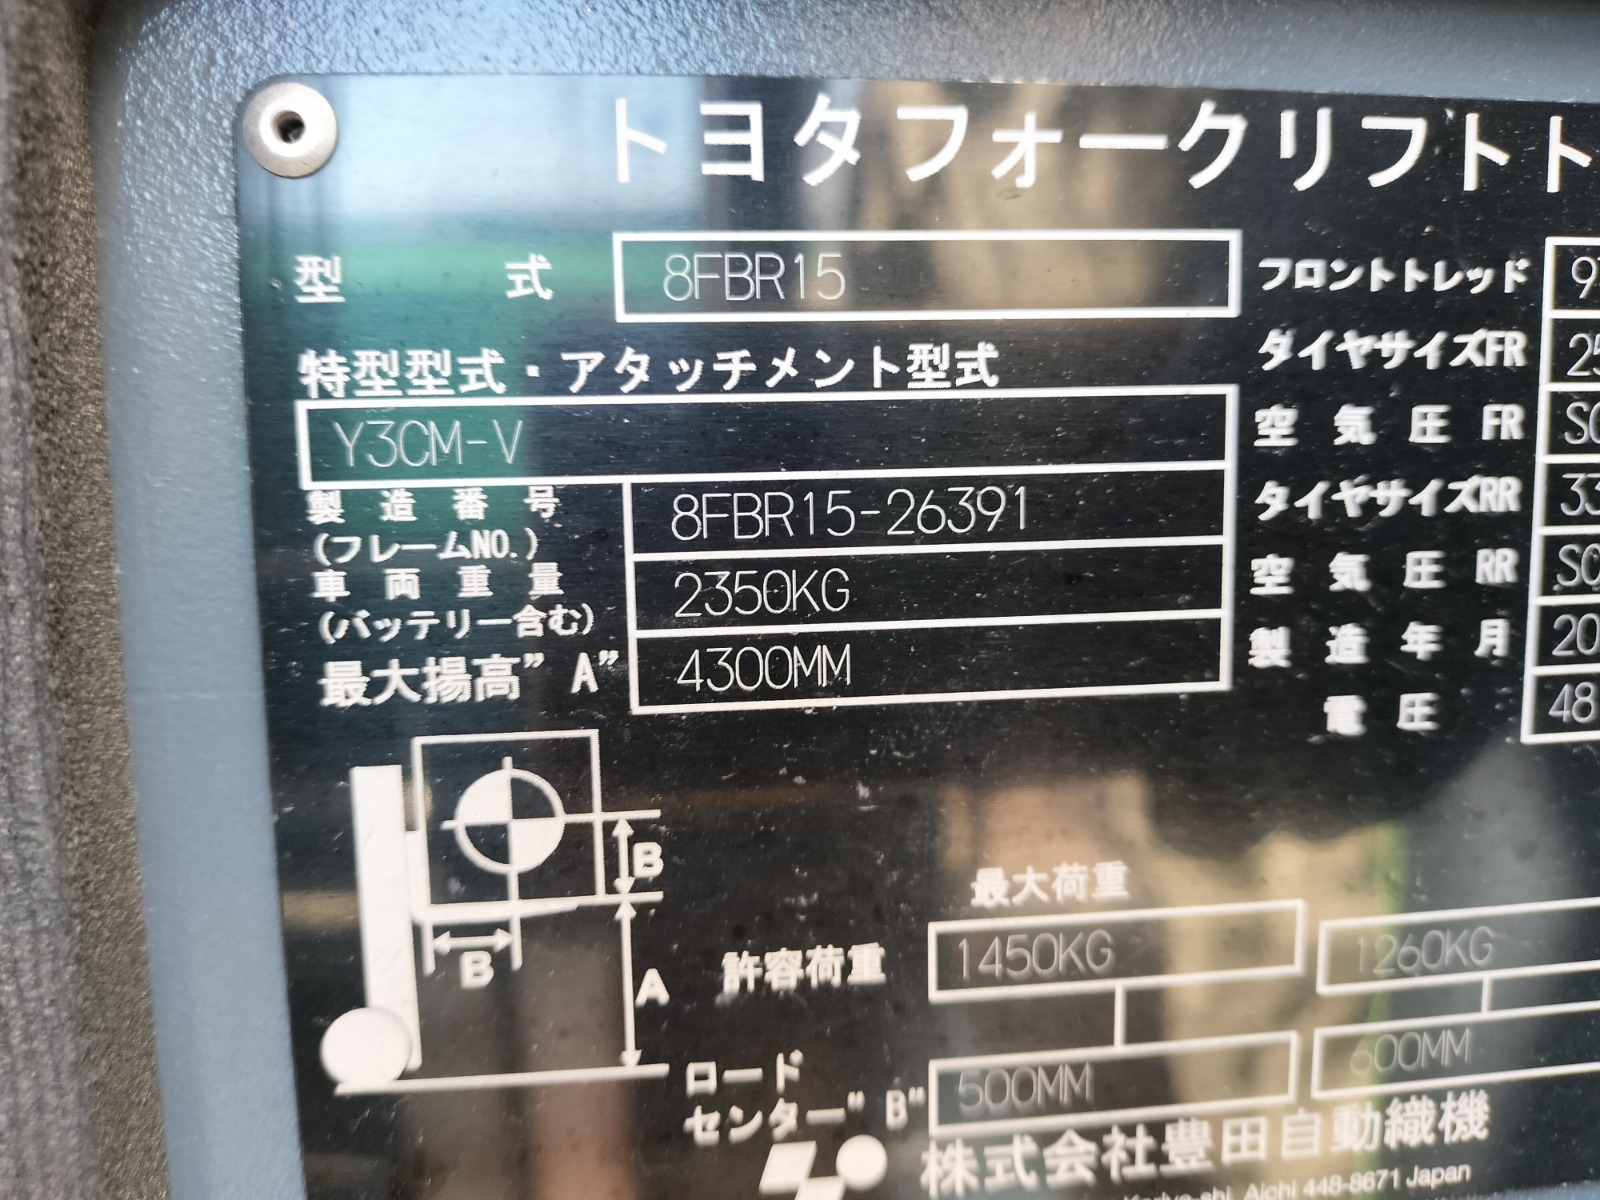 トヨタフォークリフトト
型式 8FBR15
特型型式・アタッチメント型式
Y3CM-V
製造番号
(フレームNO.)
8FBR15-26391
車両重量
(バッテリー含む)
2350KG
最大揚高"A"
4300MM
フロントトレッド 9
タイヤサイズFR 25
空気圧FR
タイヤサイズRR 33
空気圧RR
製造年月 20
電圧 48
B
B
A
最大荷重
許容荷重 1450KG 1260KG
ロード
センター"B" 500MM 600MM
株式会社豊田自動織機
Aichi 448-8671 Japan